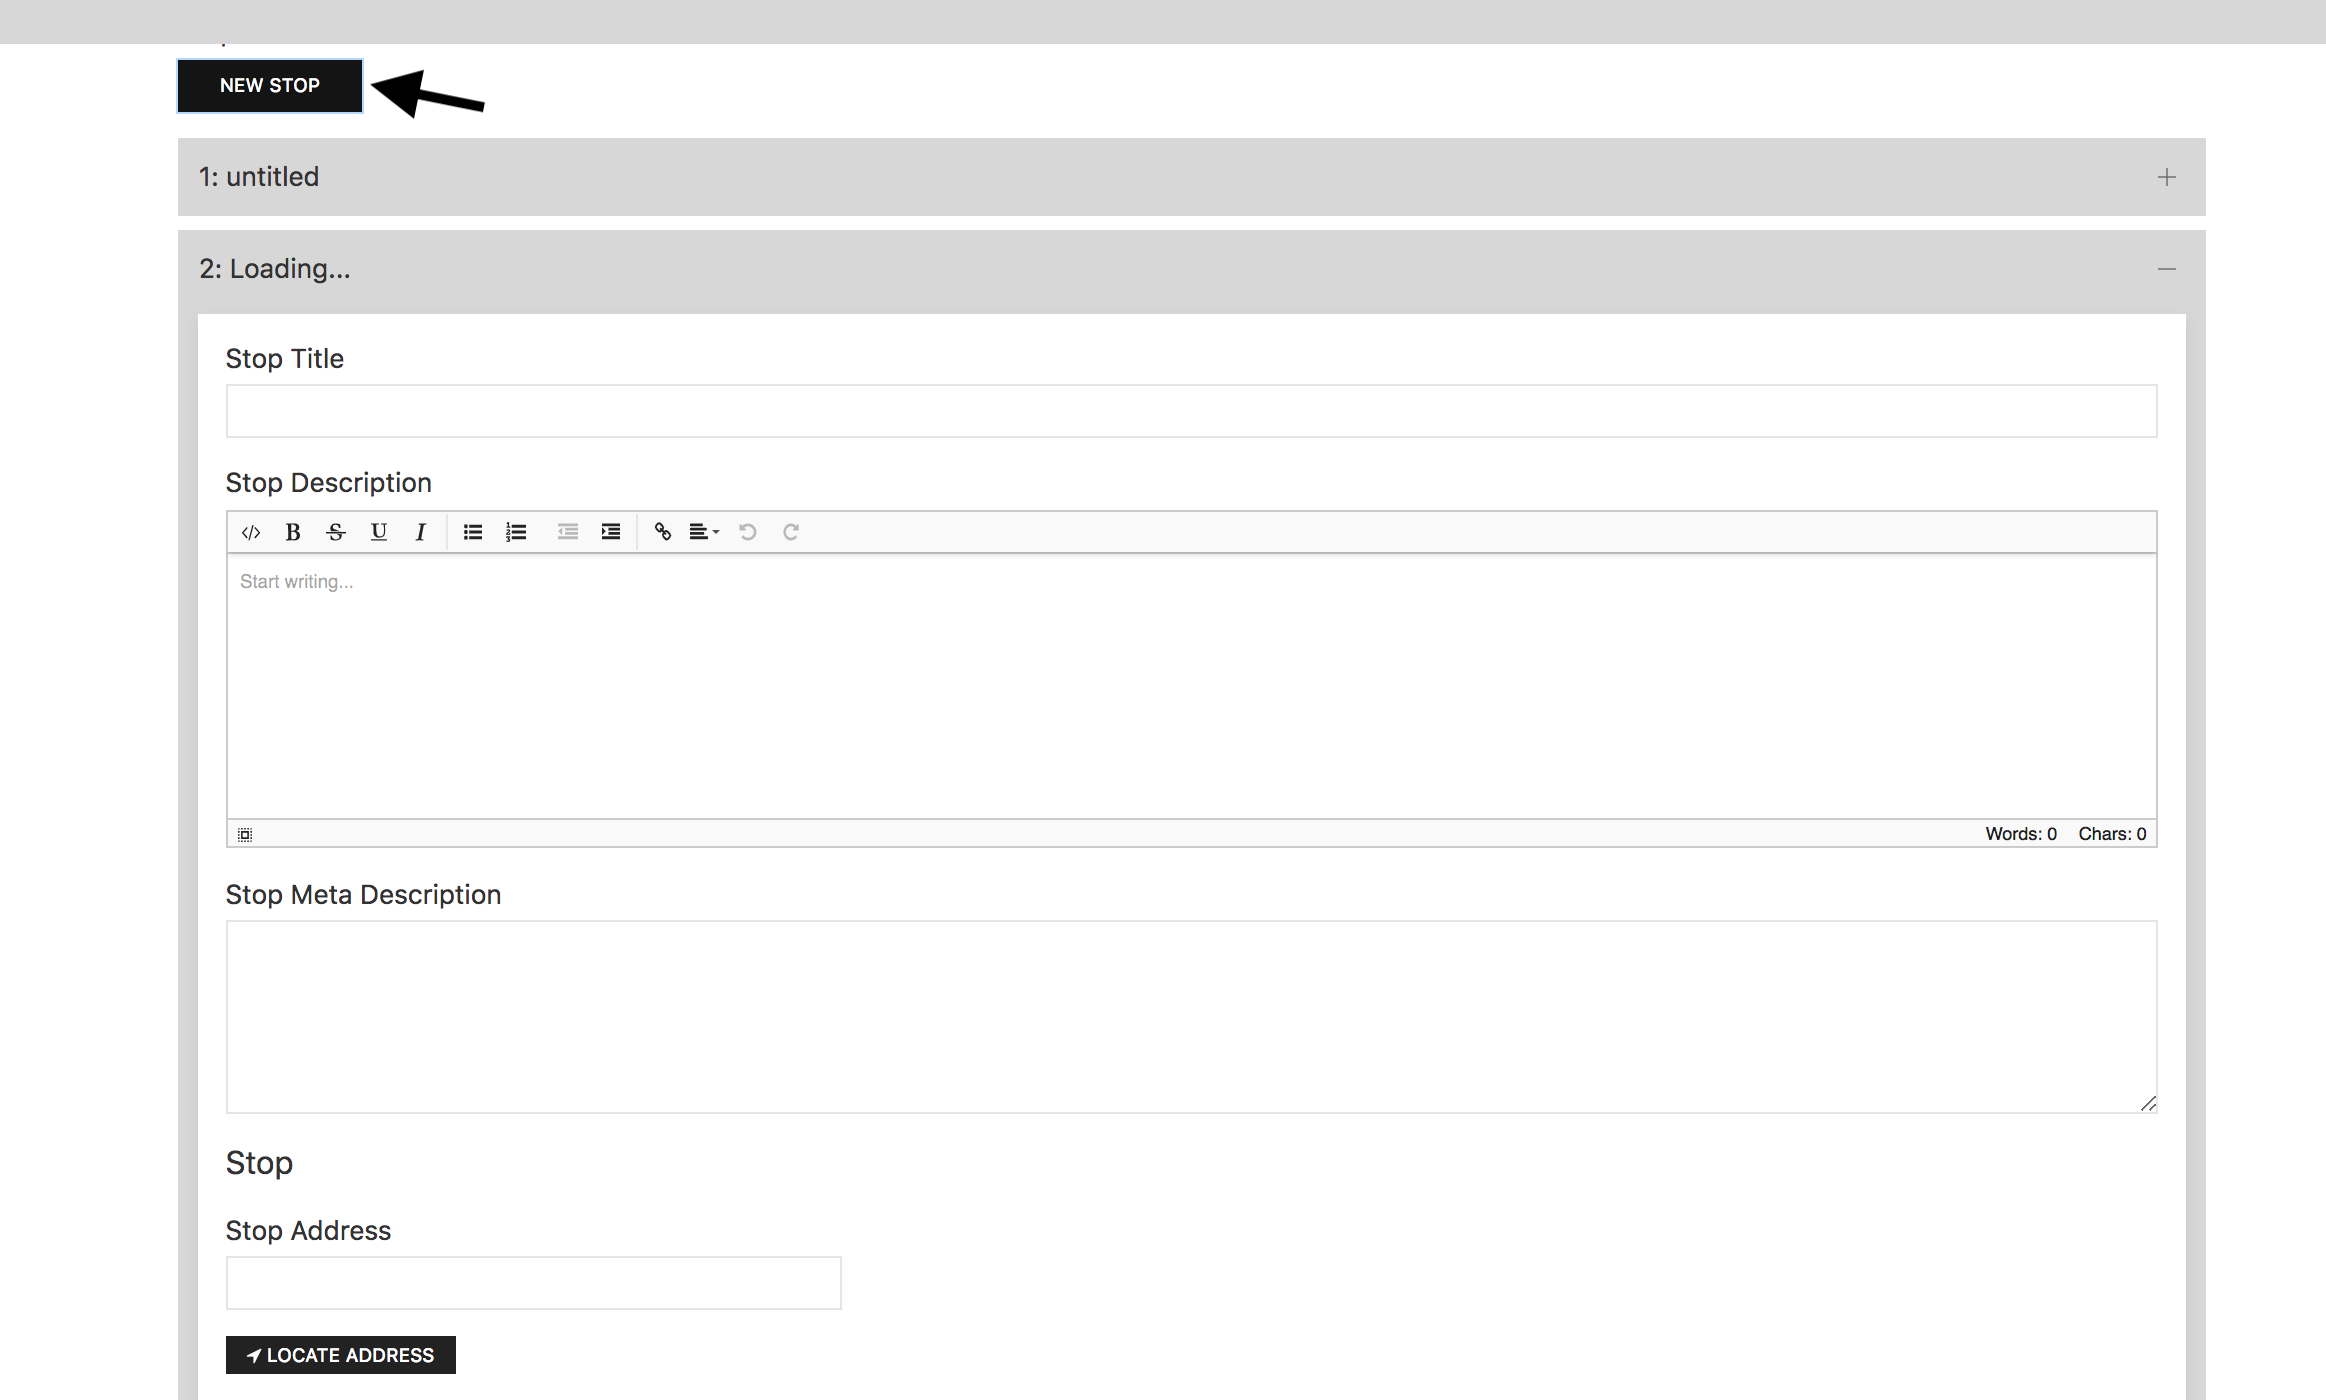 NEW STOP
1: untitled
2: Loading...
Stop Title
Stop Description
Start writing...
Words: 0 Chars: 0
Stop Meta Description
Stop
Stop Address
LOCATE ADDRESS